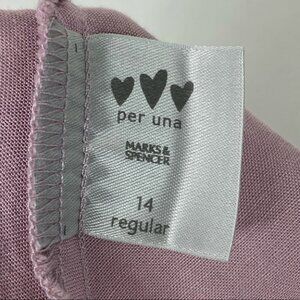 per una
MARKS&
SPENCER
14
regular